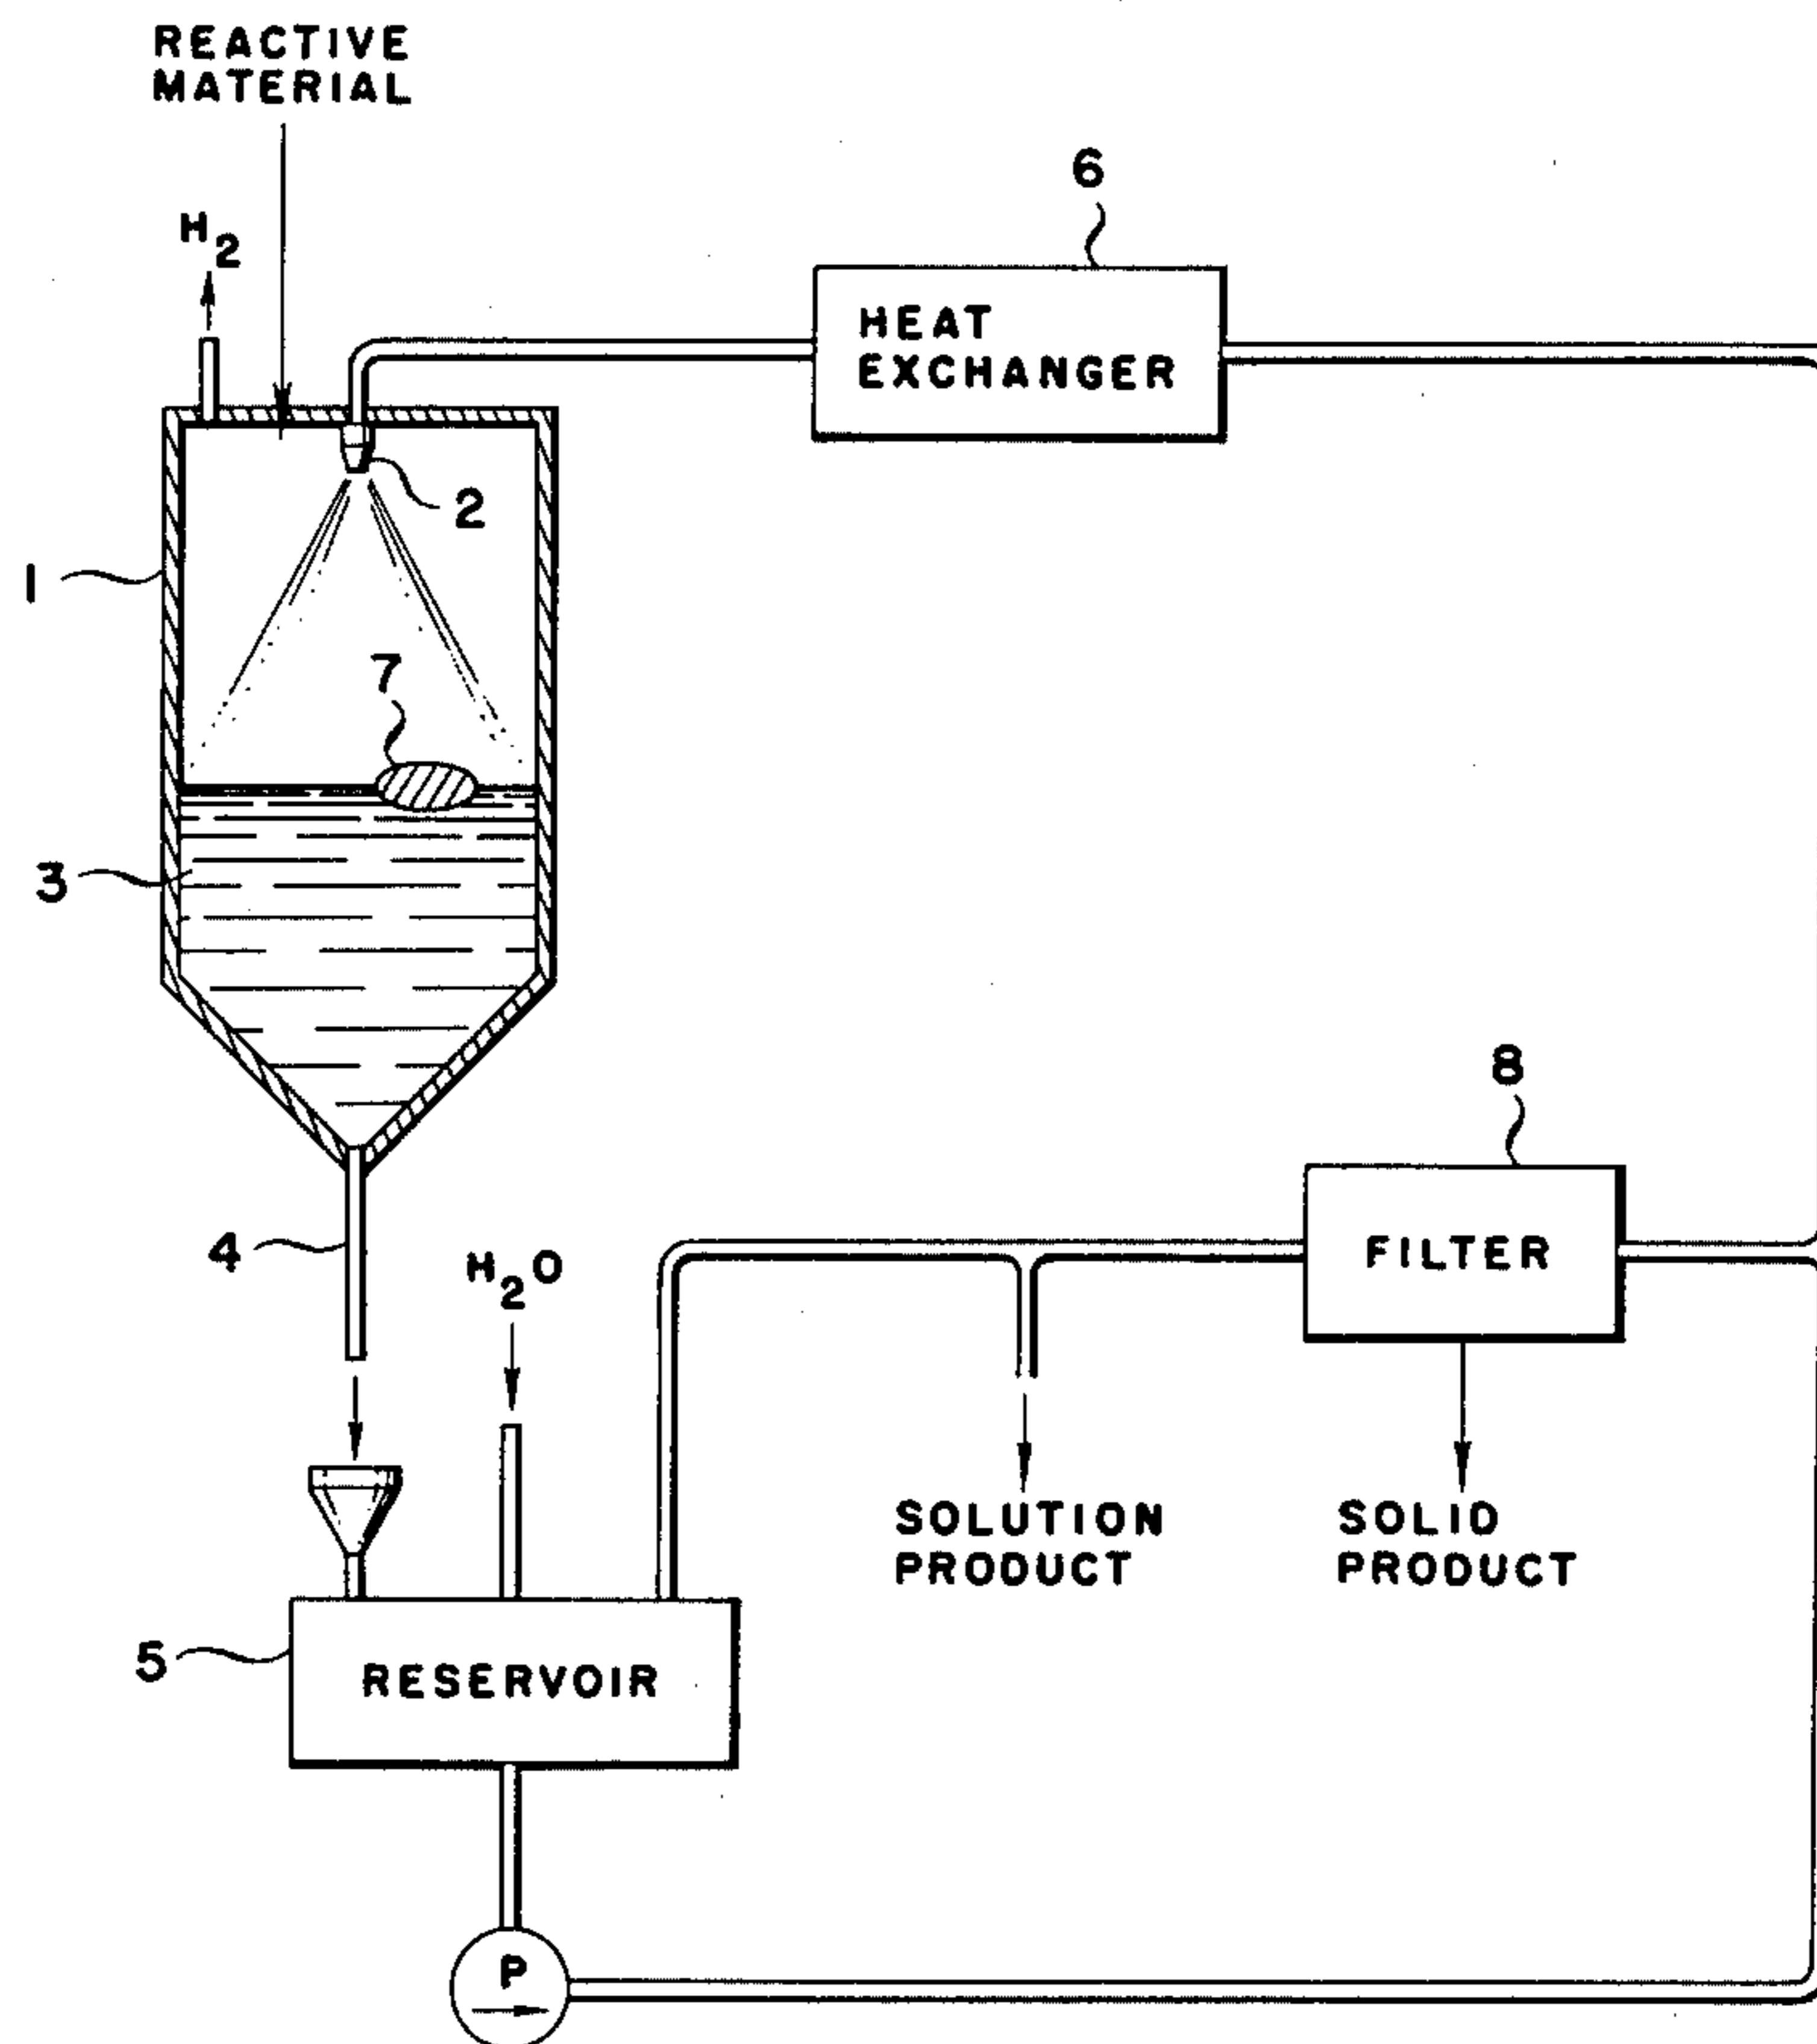 REACTIVE
MATERIAL
H2
6
HEAT
EXCHANGER
2
1
7
3
8
4
H2O
FILTER
SOLUTION
PRODUCT
SOLID
PRODUCT
5
RESERVOIR
P